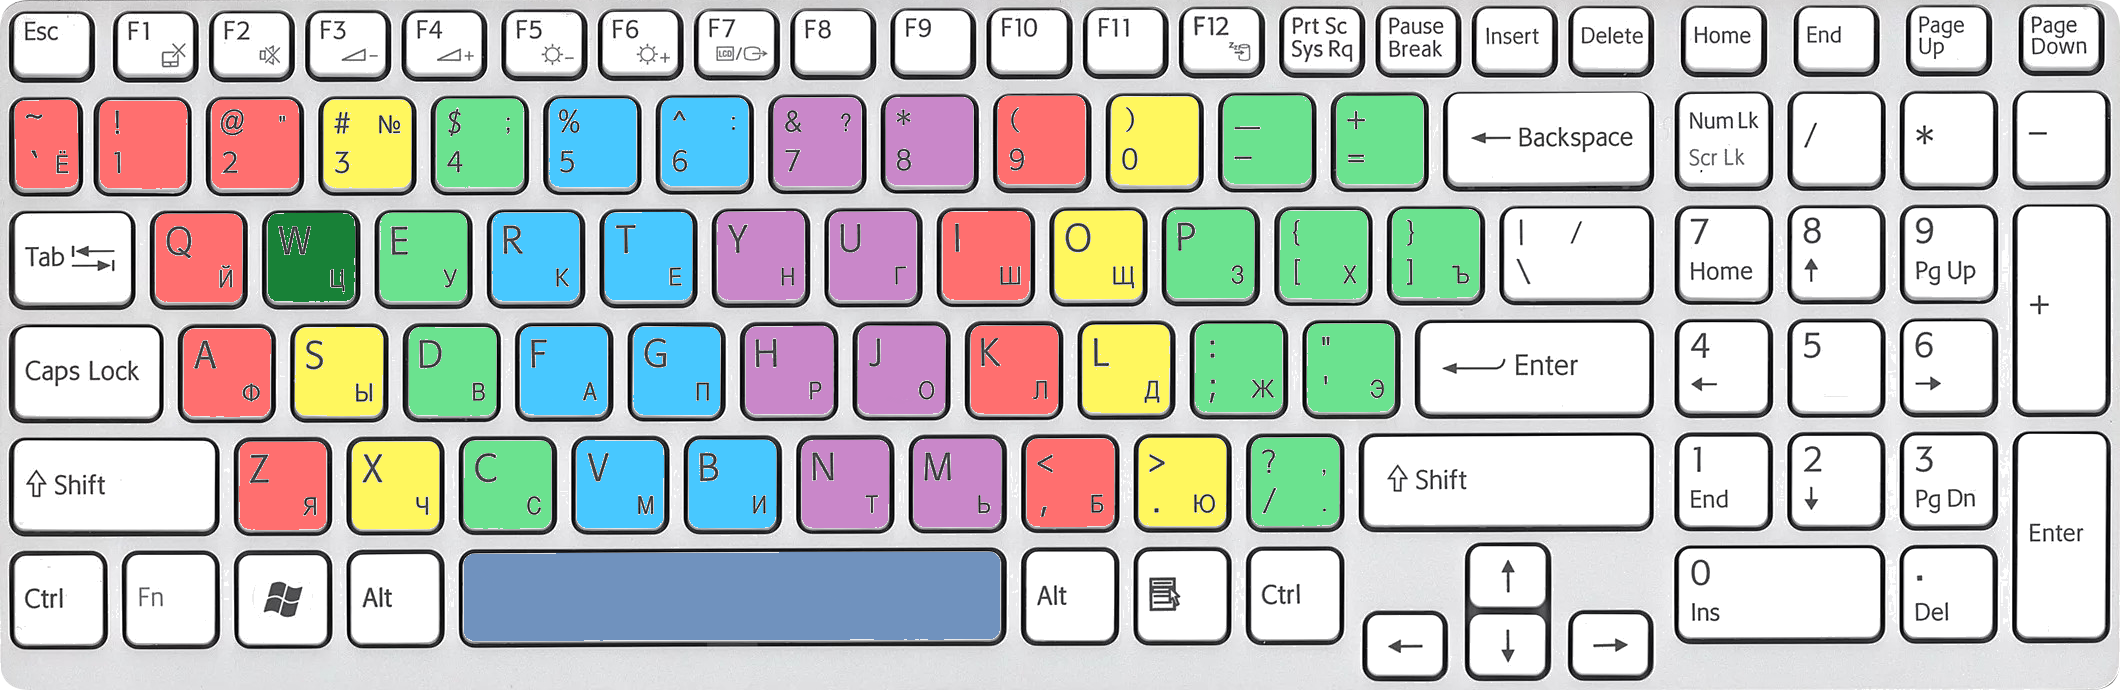 Esc F1 F2 F3 F4 F5 F6 F7 F8 F9 F10 F11 F12 Prt Sc Sys Rq Pause Break Insert Delete Home End Page Up Page Down
~ ` Ё ! 1 @ " 2 # № 3 $ ; 4 % 5 ^ : 6 & ? 7 * 8 ( 9 ) 0 — – + = ← Backspace Num Lk Scr Lk / * –
Tab Q Й W Ц E У R К T Е Y Н U Г I Ш O Щ P З { [ Х } ] Ъ | / \ 7 Home 8 ↑ 9 Pg Up +
Caps Lock A Ф S Ы D В F А G П H Р J О K Л L Д : ; Ж " ' Э Enter 4 ← 5 6 →
⇧ Shift Z Я X Ч C С V М B И N Т M Ь < , Б > . Ю ? , / . ⇧ Shift 1 End 2 ↓ 3 Pg Dn Enter
Ctrl Fn Alt Alt Ctrl ← ↑ ↓ → 0 Ins . Del